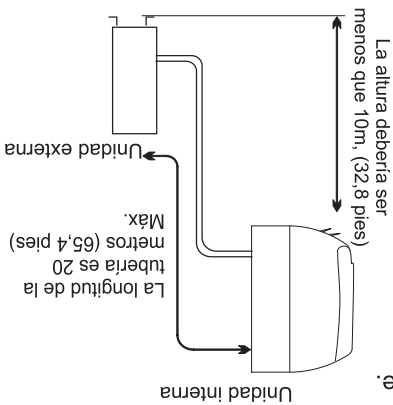 Unidad interna
e.
La longitud de la
tubería es 20
metros (65,4 pies)
Máx.
Unidad externa
La altura debería ser
menos que 10m, (32,8 pies)